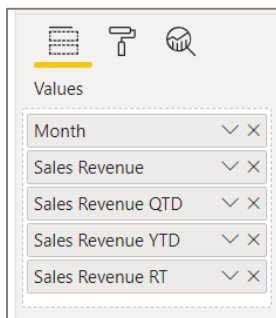 Values
Month
Sales Revenue
Sales Revenue QTD
Sales Revenue YTD
Sales Revenue RT